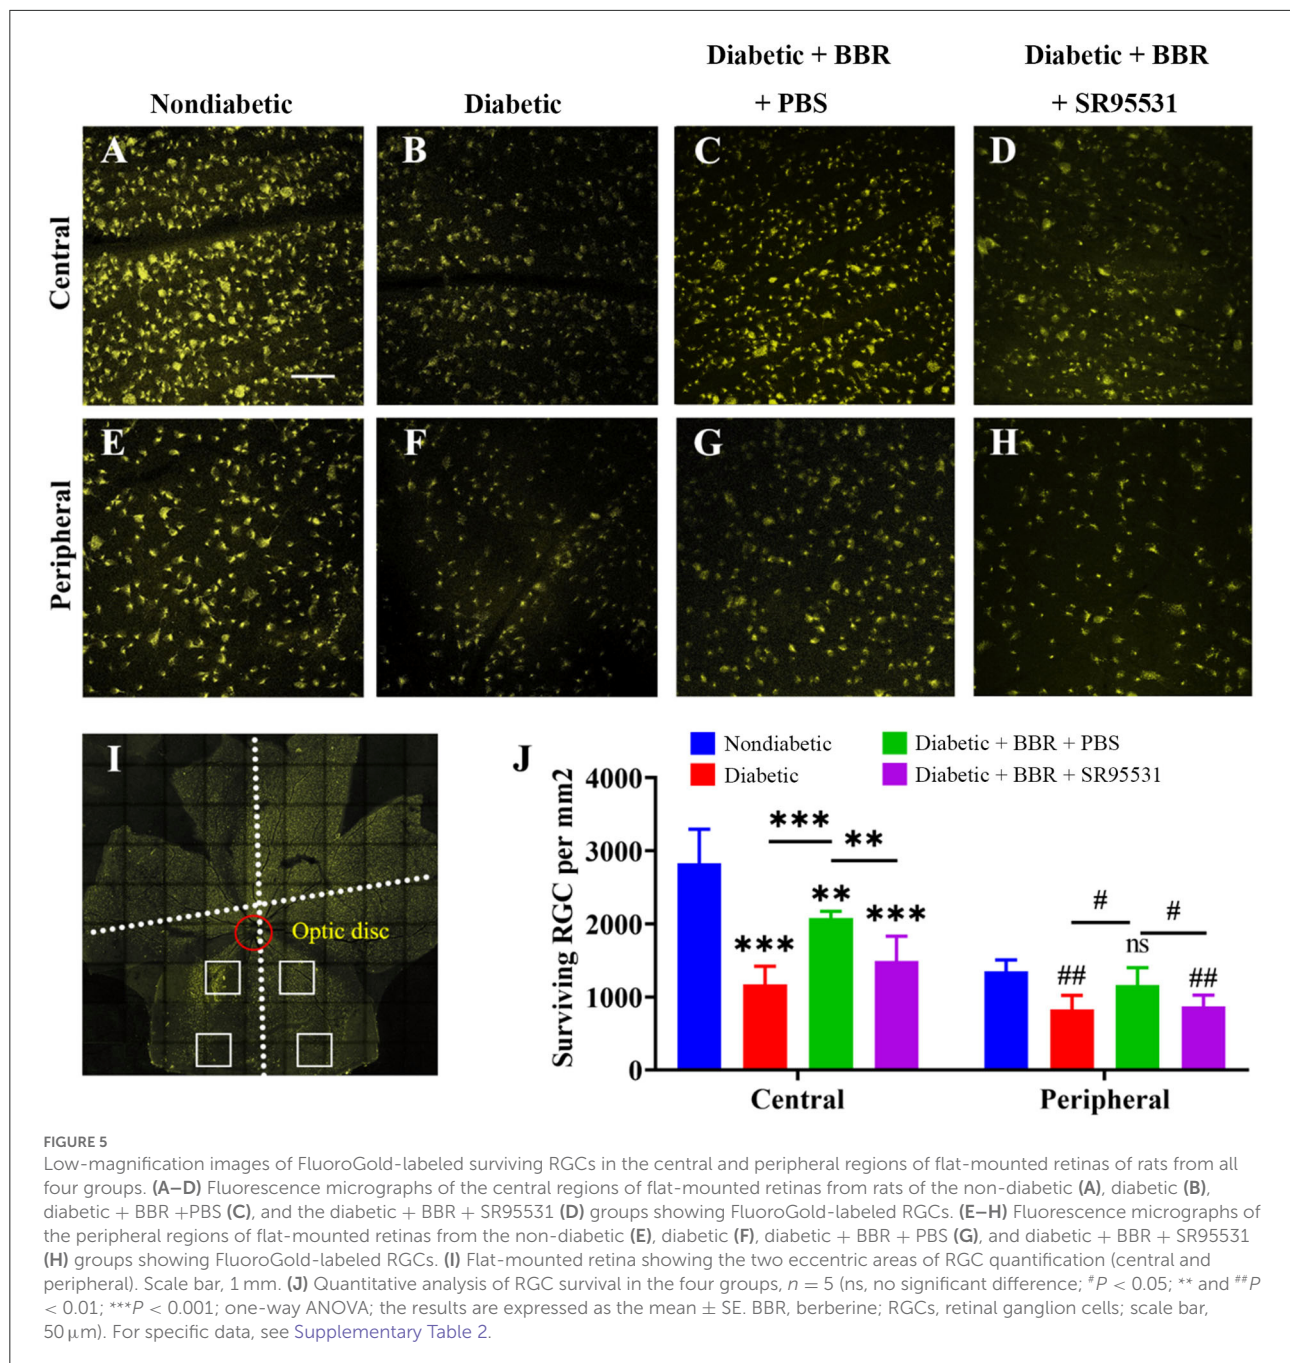 Nondiabetic
Diabetic
Diabetic + BBR
+ PBS
Diabetic + BBR
+ SR95531
Central
A
B
C
D
Peripheral
E
F
G
H
I
Optic disc
J
Nondiabetic
Diabetic
Diabetic + BBR + PBS
Diabetic + BBR + SR95531
Surviving RGC per mm2
4000
3000
2000
1000
0
***
**
***
**
***
#
#
##
ns
##
Central
Peripheral
FIGURE 5
Low-magnification images of FluoroGold-labeled surviving RGCs in the central and peripheral regions of flat-mounted retinas of rats from all
four groups. (A–D) Fluorescence micrographs of the central regions of flat-mounted retinas from rats of the non-diabetic (A), diabetic (B),
diabetic + BBR +PBS (C), and the diabetic + BBR + SR95531 (D) groups showing FluoroGold-labeled RGCs. (E–H) Fluorescence micrographs of
the peripheral regions of flat-mounted retinas from the non-diabetic (E), diabetic (F), diabetic + BBR + PBS (G), and diabetic + BBR + SR95531
(H) groups showing FluoroGold-labeled RGCs. (I) Flat-mounted retina showing the two eccentric areas of RGC quantification (central and
peripheral). Scale bar, 1 mm. (J) Quantitative analysis of RGC survival in the four groups, n = 5 (ns, no significant difference; #P < 0.05; ** and ##P
< 0.01; ***P < 0.001; one-way ANOVA; the results are expressed as the mean ± SE. BBR, berberine; RGCs, retinal ganglion cells; scale bar,
50 μm). For specific data, see Supplementary Table 2.